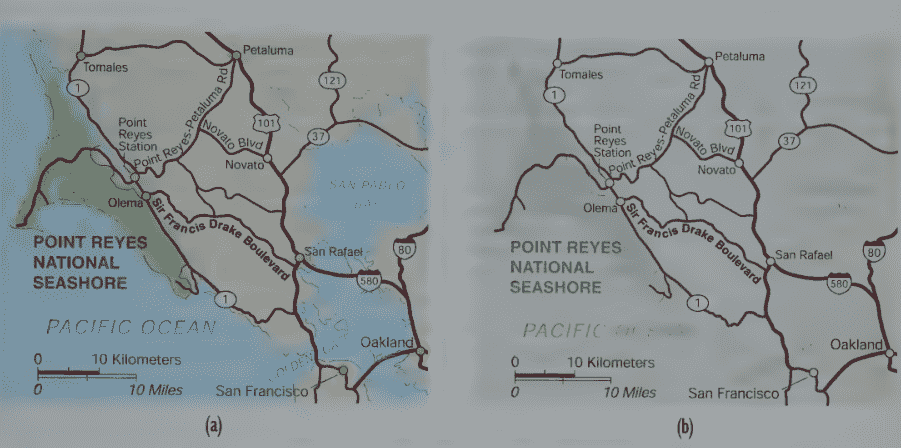 Petaluma
Tomales
121
1
Point Reyes-Petaluma Rd
101
37
Point
Reyes
Station
Novato Blvd
Novato
SAN PABLO
BAY
Olema
Sir Francis Drake Boulevard
POINT REYES
NATIONAL
SEASHORE
San Rafael
80
580
1
PACIFIC OCEAN
Oakland
0 10 Kilometers
0 10 Miles
San Francisco
(a)
Petaluma
Tomales
121
1
Point Reyes-Petaluma Rd
101
37
Point
Reyes
Station
Novato Blvd
Novato
Olema
Sir Francis Drake Boulevard
POINT REYES
NATIONAL
SEASHORE
San Rafael
80
580
1
PACIFIC
Oakland
0 10 Kilometers
0 10 Miles
San Francisco
(b)